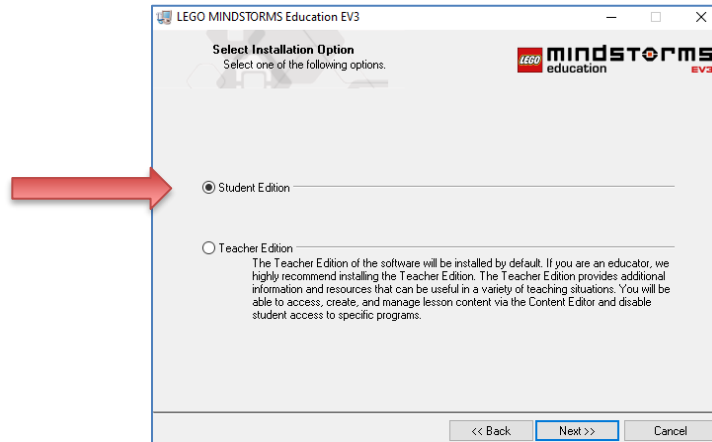 LEGO MINDSTORMS Education EV3
Select Installation Option
Select one of the following options.
LEGO mindstorms
education
EV3
Student Edition
Teacher Edition
The Teacher Edition of the software will be installed by default. If you are an educator, we
highly recommend installing the Teacher Edition. The Teacher Edition provides additional
information and resources that can be useful in a variety of teaching situations. You will be
able to access, create, and manage lesson content via the Content Editor and disable
student access to specific programs.
<< Back Next >> Cancel